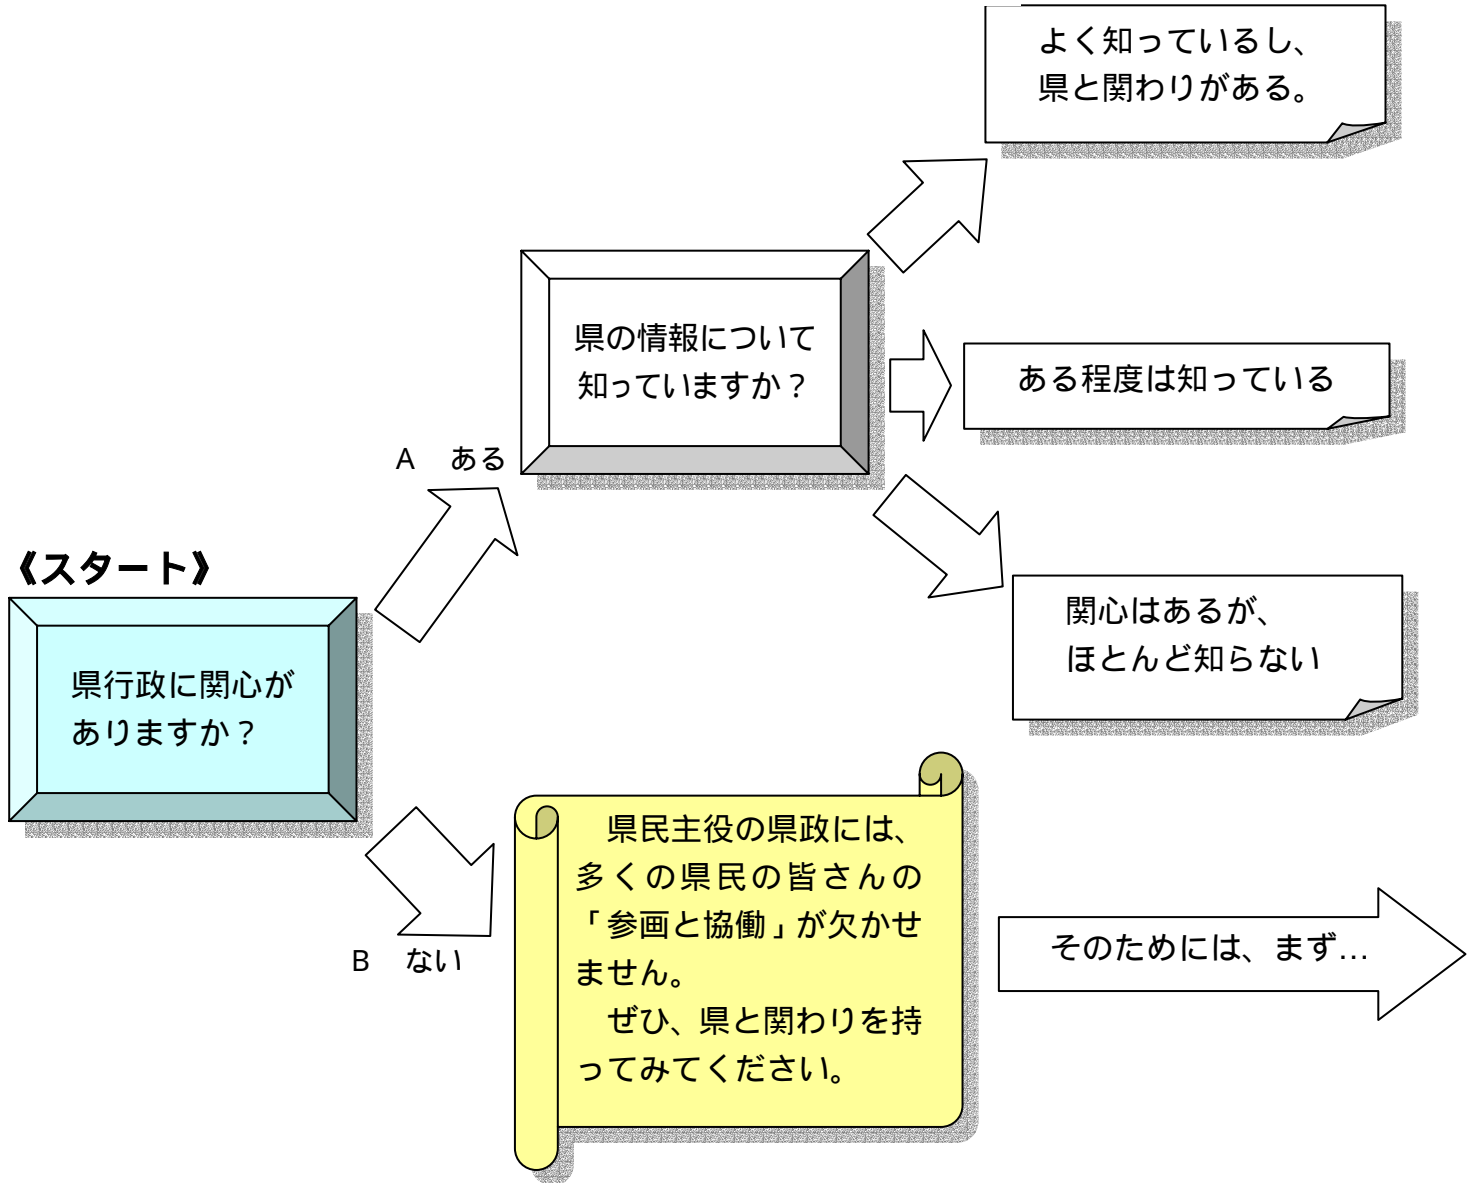 よく知っているし、
県と関わりがある。
県の情報について
知っていますか？
ある程度は知っている
A　ある
《スタート》
関心はあるが、
ほとんど知らない
県行政に関心が
ありますか？
県民主役の県政には、
多くの県民の皆さんの
「参画と協働」が欠かせ
ません。
ぜひ、県と関わりを持
ってみてください。
そのためには、まず…
B　ない